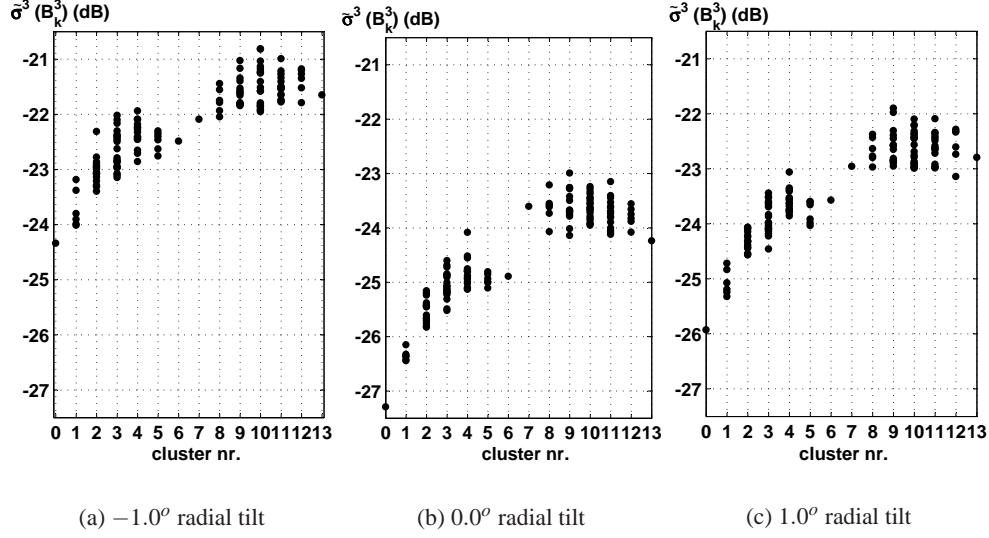 σ̃³ (B³ₖ) (dB)
-21
-22
-23
-24
-25
-26
-27
0 1 2 3 4 5 6 7 8 9 10 11 12 13
cluster nr.
(a) −1.0ᵒ radial tilt
σ̃³ (B³ₖ) (dB)
-21
-22
-23
-24
-25
-26
-27
0 1 2 3 4 5 6 7 8 9 10 11 12 13
cluster nr.
(b) 0.0ᵒ radial tilt
σ̃³ (B³ₖ) (dB)
-21
-22
-23
-24
-25
-26
-27
0 1 2 3 4 5 6 7 8 9 10 11 12 13
cluster nr.
(c) 1.0ᵒ radial tilt